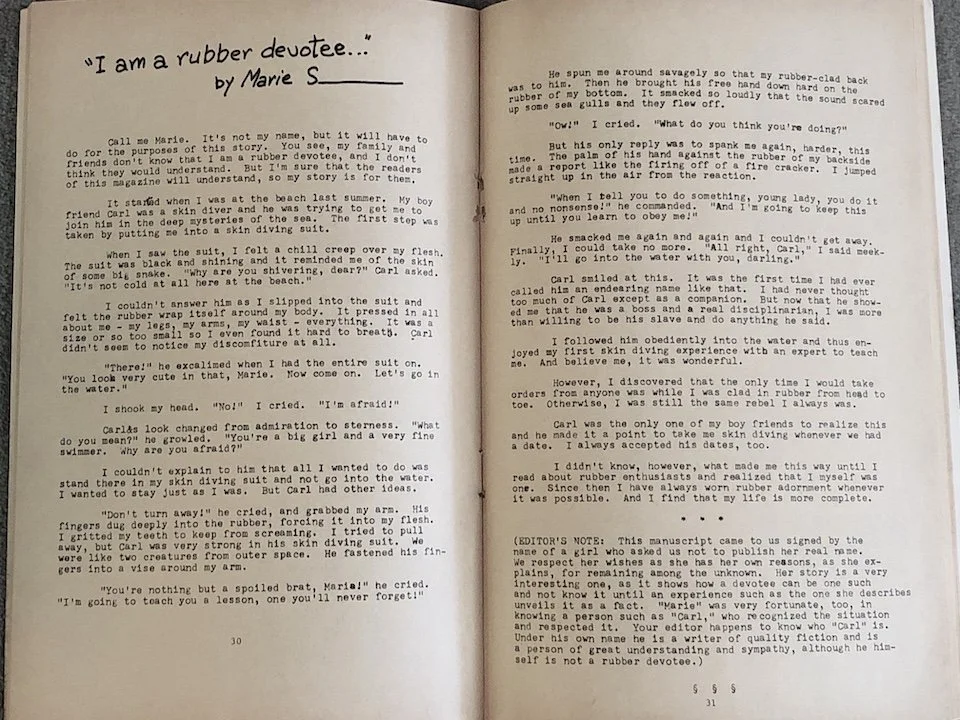 "I am a rubber devotee..."
by Marie S
Call me Marie. It's not my name, but it will have to
do for the purposes of this story. You see, my family and
friends don't know that I am a rubber devotee, and I don't
think they would understand. But I'm sure that the readers
of this magazine will understand, so my story is for them.
It stated when I was at the beach last summer. My boy
friend Carl was a skin diver and he was trying to get me to
join him in the deep mysteries of the sea. The first step was
taken by putting me into a skin diving suit.
When I saw the suit, I felt a chill creep over my flesh.
The suit was black and shining and it reminded me of the skin
of some big snake. "Why are you shivering, dear?" Carl asked.
"It's not cold at all here at the beach."
I couldn't answer him as I slipped into the suit and
felt the rubber wrap itself around my body. It pressed in all
about me - my legs, my arms, my waist - everything. It was a
size or so too small so I even found it hard to breath. Carl
didn't seem to notice my discomfiture at all.
"There!" he excalimed when I had the entire suit on.
"You look very cute in that, Marie. Now come on. Let's go in
the water."
I shook my head. "No!" I cried. "I'm afraid!"
Carl&s look changed from admiration to sterness. "What
do you mean?" he growled. "You're a big girl and a very fine
swimmer. Why are you afraid?"
I couldn't explain to him that all I wanted to do was
stand there in my skin diving suit and not go into the water.
I wanted to stay just as I was. But Carl had other ideas.
"Don't turn away!" he cried, and grabbed my arm. His
fingers dug deeply into the rubber, forcing it into my flesh.
I gritted my teeth to keep from screaming. I tried to pull
away, but Carl was very strong in his skin diving suit. We
were like two creatures from outer space. He fastened his fin-
gers into a vise around my arm.
"You're nothing but a spoiled brat, Maria!" he cried.
"I'm going to teach you a lesson, one you'll never forget!"
30
He spun me around savagely so that my rubber-clad back
was to him. Then he brought his free hand down hard on the
rubber of my bottom. It smacked so loudly that the sound scared
up some sea gulls and they flew off.
"Ow!" I cried. "What do you think you're doing?"
But his only reply was to spank me again, harder, this
time. The palm of his hand against the rubber of my backside
made a report like the firing off of a fire cracker. I jumped
straight up in the air from the reaction.
"When I tell you to do something, young lady, you do it
and no nonsense!" he commanded. "And I'm going to keep this
up until you learn to obey me!"
He smacked me again and again and I couldn't get away.
Finally, I could take no more. "All right, Carl," I said meek-
ly. "I'll go into the water with you, darling."
Carl smiled at this. It was the first time I had ever
called him an endearing name like that. I had never thought
too much of Carl except as a companion. But now that he show-
ed me that he was a boss and a real disciplinarian, I was more
than willing to be his slave and do anything he said.
I followed him obediently into the water and thus en-
joyed my first skin diving experience with an expert to teach
me. And believe me, it was wonderful.
However, I discovered that the only time I would take
orders from anyone was while I was clad in rubber from head to
toe. Otherwise, I was still the same rebel I always was.
Carl was the only one of my boy friends to realize this
and he made it a point to take me skin diving whenever we had
a date. I always accepted his dates, too.
I didn't know, however, what made me this way until I
read about rubber enthusiasts and realized that I myself was
one. Since then I have always worn rubber adornment whenever
it was possible. And I find that my life is more complete.
* * *
(EDITOR'S NOTE: This manuscript came to us signed by the
name of a girl who asked us not to publish her real name.
We respect her wishes as she has her own reasons, as she ex-
plains, for remaining among the unknown. Her story is a very
interesting one, as it shows how a devotee can be one such
and not know it until an experience such as the one she describes
unveils it as a fact. "Marie" was very fortunate, too, in
knowing a person such as "Carl," who recognized the situation
and respected it. Your editor happens to know who "Carl" is.
Under his own name he is a writer of quality fiction and is
a person of great understanding and sympathy, although he him-
self is not a rubber devotee.)
§ § §
31